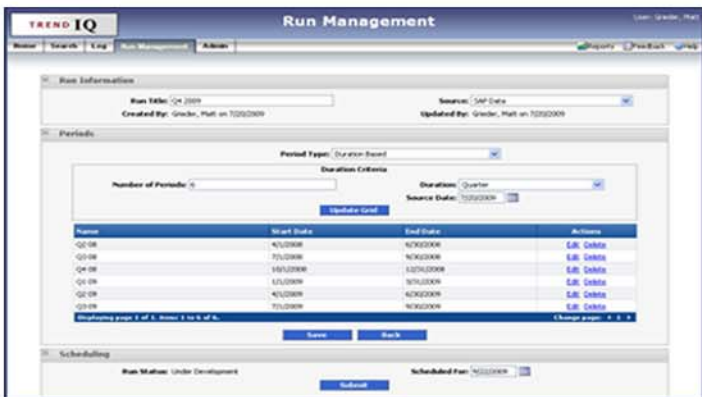 TREND IQ
Run Management
User: Grieder, Matt
Home Search Log Run Management Admin
Reports Feedback Help
Run Information
Run Title: Q4 2009 Source: SAP Data
Created By: Grieder, Matt on 7/20/2009 Updated By: Grieder, Matt on 7/20/2009
Periods
Period Type: Duration Based
Duration Criteria
Number of Periods: 6 Duration: Quarter
Source Date: 7/20/2009
Update Grid
Name Start Date End Date Actions
Q2-08 4/1/2008 6/30/2008 Edit Delete
Q3-08 7/1/2008 9/30/2008 Edit Delete
Q4-08 10/1/2008 12/31/2008 Edit Delete
Q1-09 1/1/2009 3/31/2009 Edit Delete
Q2-09 4/1/2009 6/30/2009 Edit Delete
Q3-09 7/1/2009 9/30/2009 Edit Delete
Displaying page 1 of 1, items 1 to 6 of 6. Change page: 1
Save Back
Scheduling
Run Status: Under Development Scheduled For:
Submit